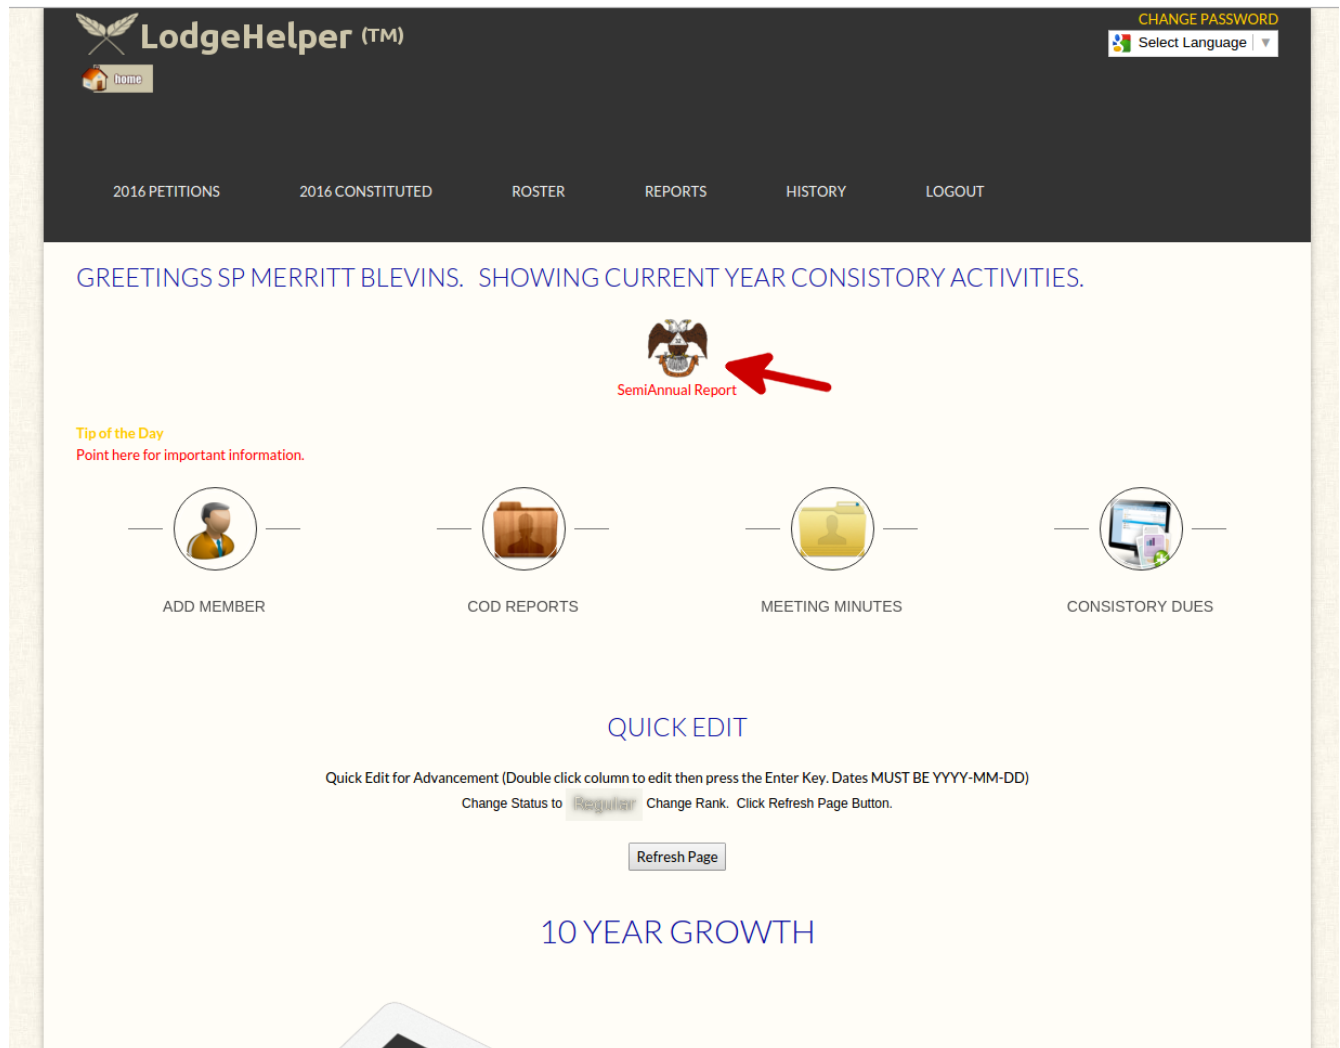 CHANGE PASSWORD
LodgeHelper (TM)
Select Language ▼
home
2016 PETITIONS 2016 CONSTITUTED ROSTER REPORTS HISTORY LOGOUT
GREETINGS SP MERRITT BLEVINS. SHOWING CURRENT YEAR CONSISTORY ACTIVITIES.
32
SemiAnnual Report
Tip of the Day
Point here for important information.
ADD MEMBER COD REPORTS MEETING MINUTES CONSISTORY DUES
QUICK EDIT
Quick Edit for Advancement (Double click column to edit then press the Enter Key. Dates MUST BE YYYY-MM-DD)
Change Status to Regular Change Rank. Click Refresh Page Button.
Refresh Page
10 YEAR GROWTH